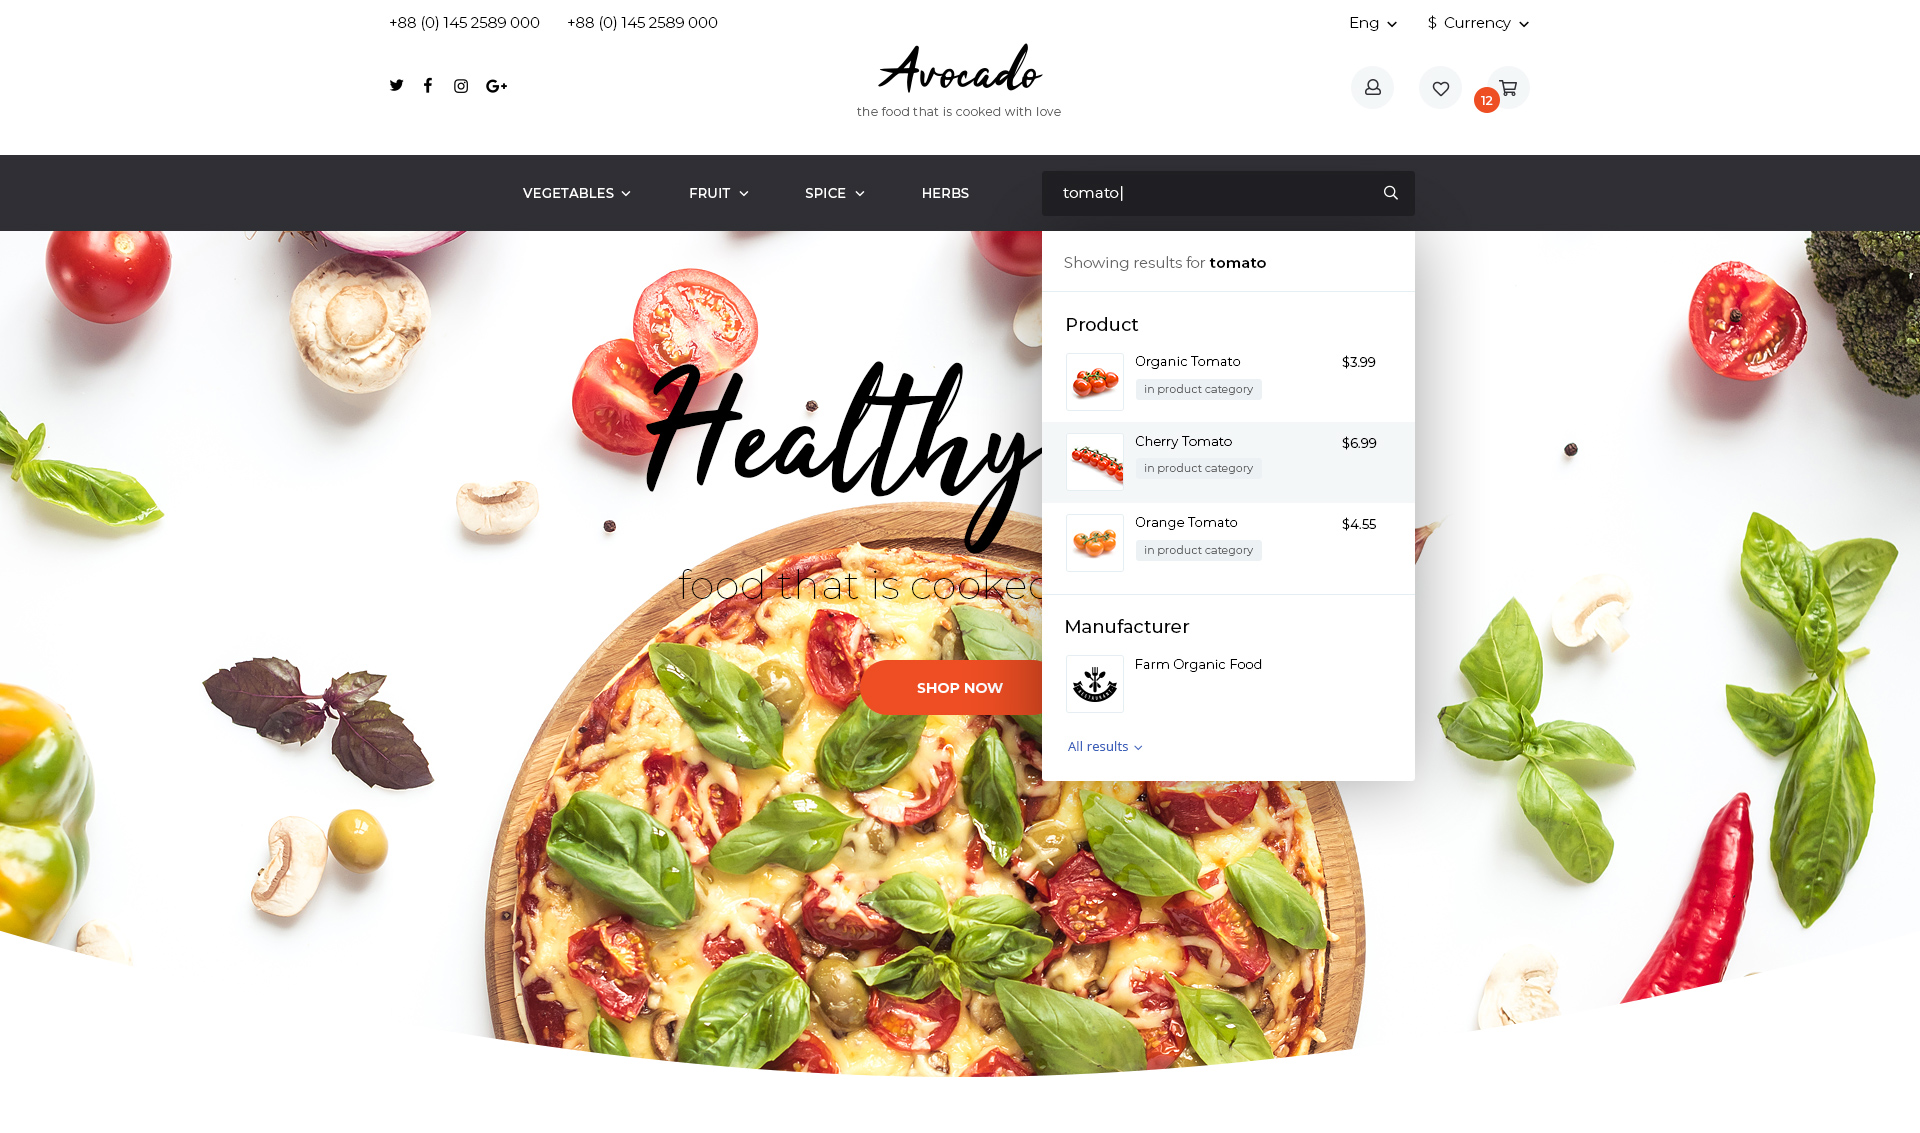 +88 (0) 145 2589 000 +88 (0) 145 2589 000
Eng $ Currency
Avocado
the food that is cooked with love
12
VEGETABLES FRUIT SPICE HERBS
tomato
Showing results for tomato
Product
Organic Tomato $3.99
in product category
Cherry Tomato $6.99
in product category
Orange Tomato $4.55
in product category
Manufacturer
Farm Organic Food
RESTAURANT
All results
Healthy
food that is cooked
SHOP NOW